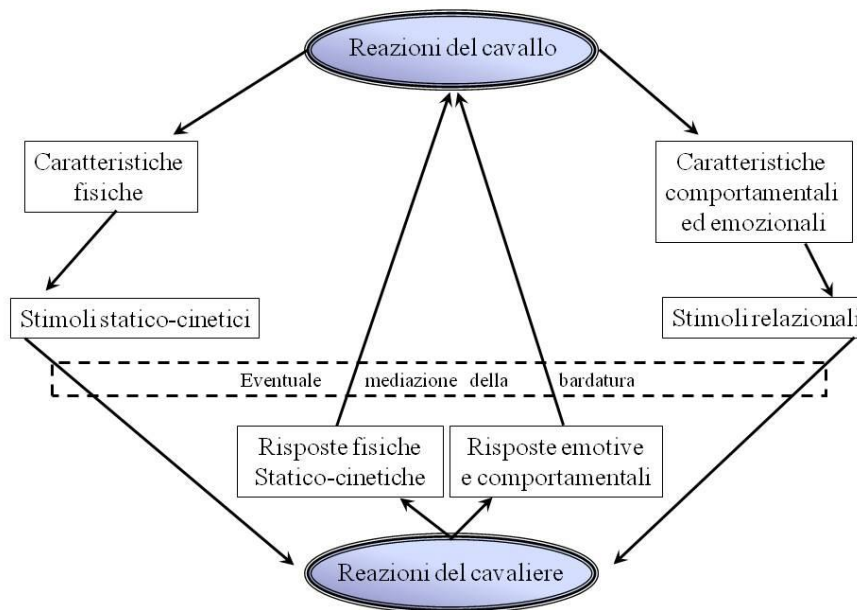 Reazioni del cavallo
Caratteristiche
fisiche
Caratteristiche
comportamentali
ed emozionali
Stimoli statico-cinetici
Stimoli relazionali
Eventuale mediazione della bardatura
Risposte fisiche
Statico-cinetiche
Risposte emotive
e comportamentali
Reazioni del cavaliere